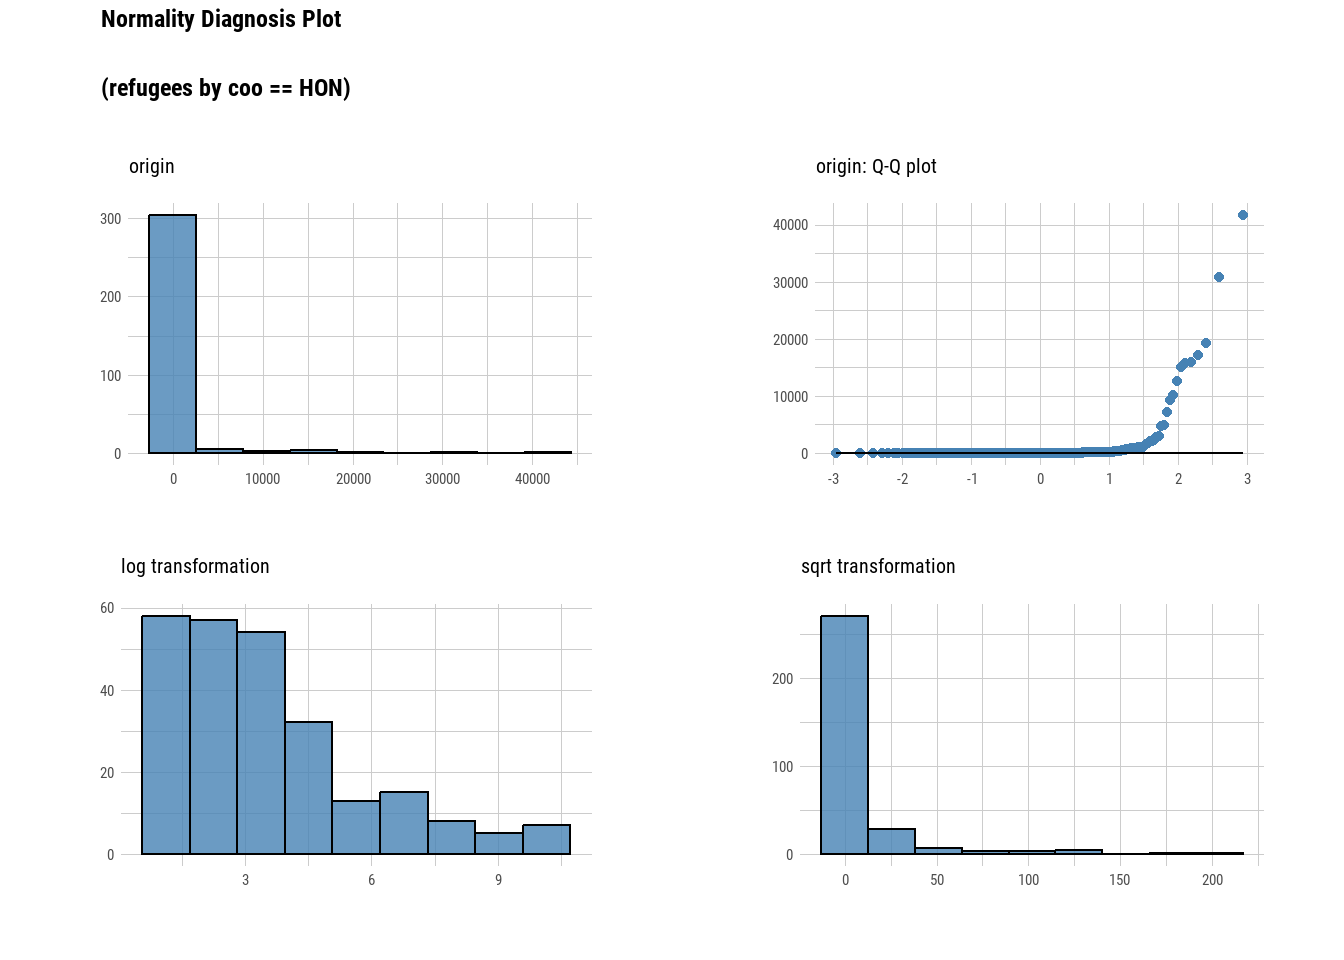 Normality Diagnosis Plot
(refugees by coo == HON)
origin
300
200
100
0
0 10000 20000 30000 40000
origin: Q-Q plot
40000
30000
20000
10000
0
-3 -2 -1 0 1 2 3
log transformation
60
40
20
0
3 6 9
sqrt transformation
200
100
0
0 50 100 150 200